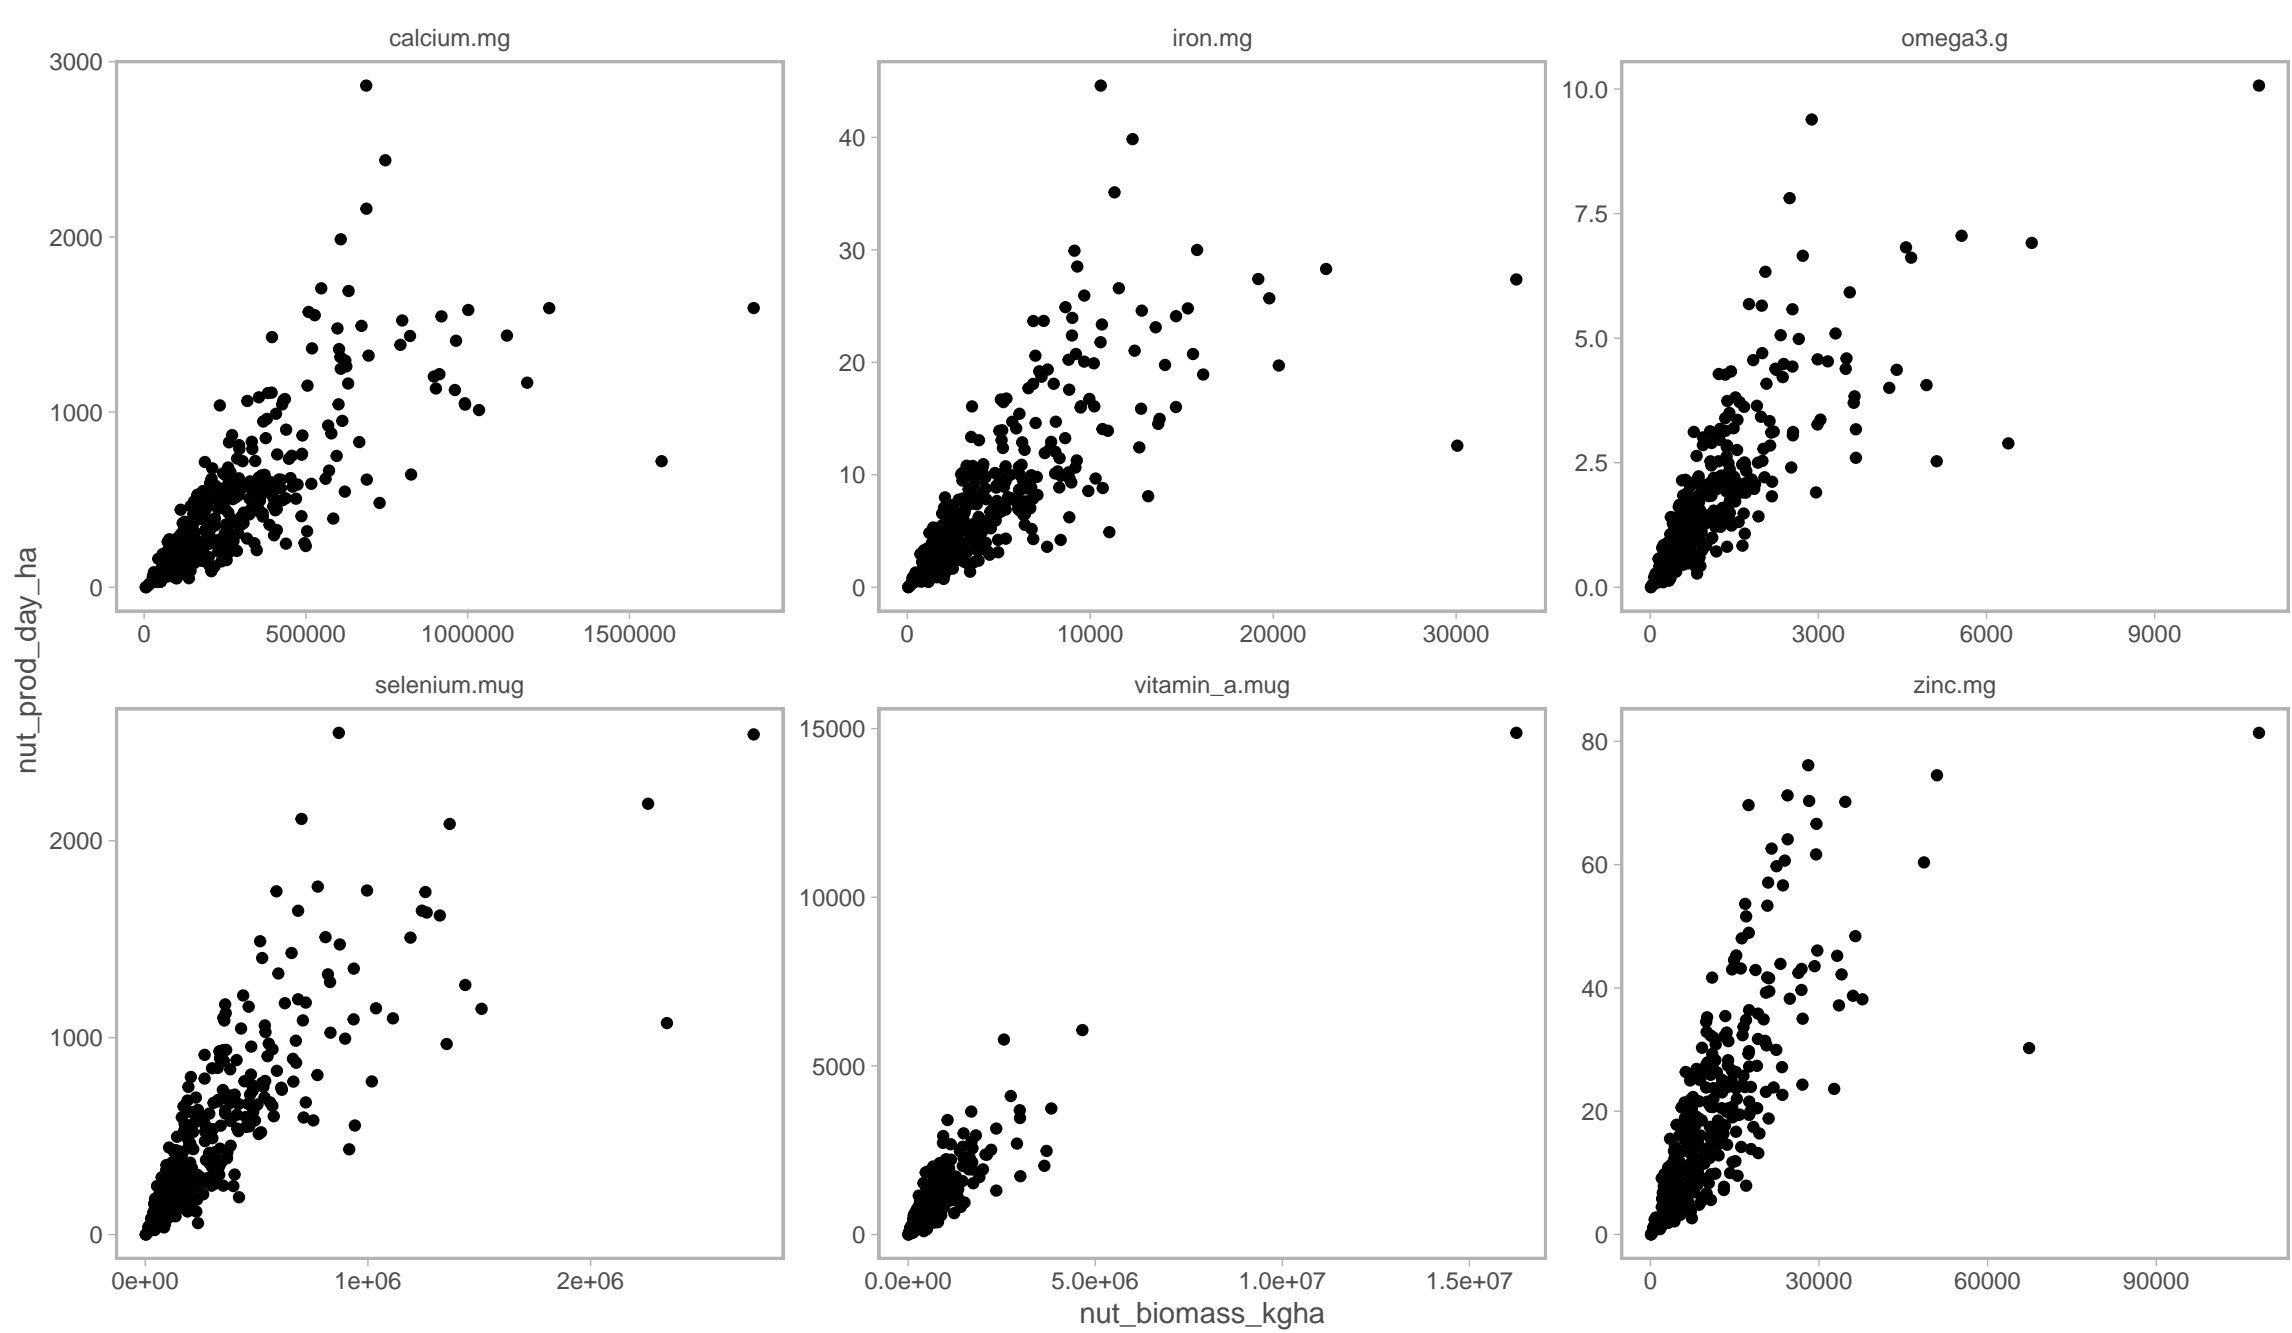 calcium.mg
iron.mg
omega3.g
3000
2000
1000
0
40
30
20
10
0
10.0
7.5
5.0
2.5
0.0
0 500000 1000000 1500000
0 10000 20000 30000
0 3000 6000 9000
selenium.mug
vitamin_a.mug
zinc.mg
2000
1000
0
15000
10000
5000
0
80
60
40
20
0
0e+00 1e+06 2e+06
0.0e+00 5.0e+06 1.0e+07 1.5e+07
0 30000 60000 90000
nut_biomass_kgha
nut_prod_day_ha